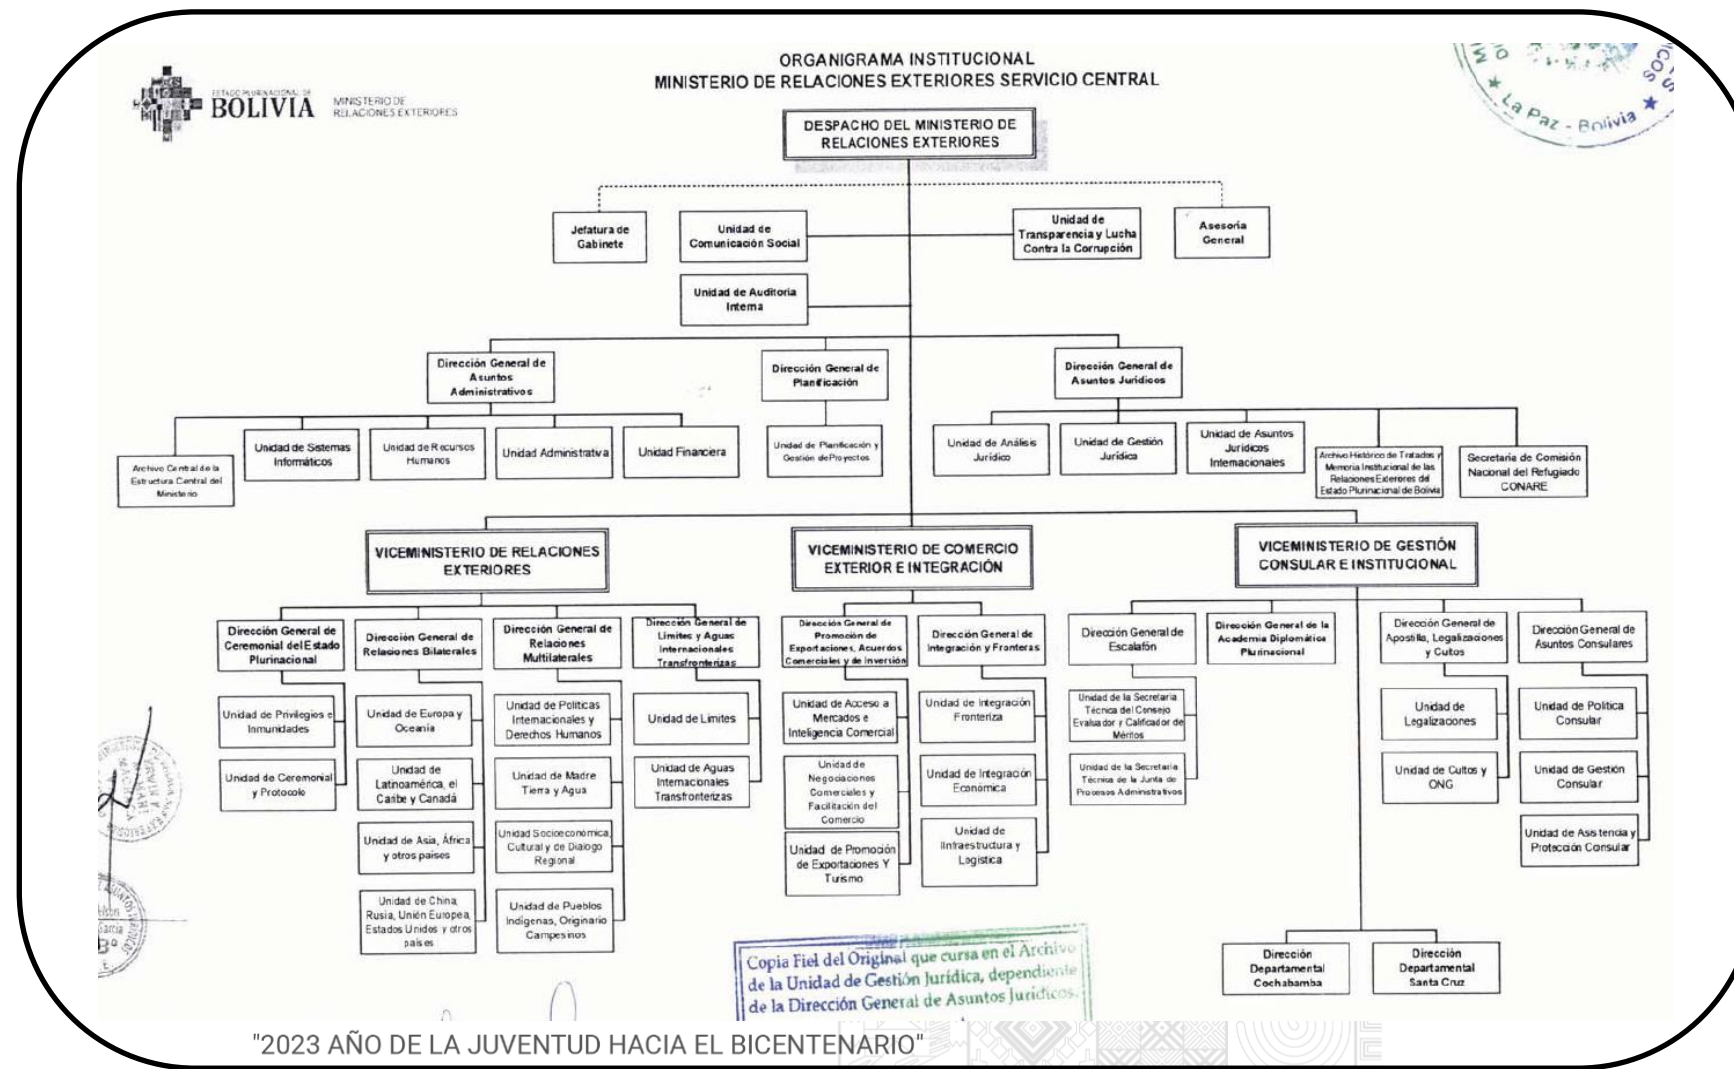 ORGANIGRAMA INSTITUCIONAL
MINISTERIO DE RELACIONES EXTERIORES SERVICIO CENTRAL
ESTADO PLURINACIONAL DE
BOLIVIA
MINISTERIO DE
RELACIONES EXTERIORES
La Paz - Bolivia
DESPACHO DEL MINISTERIO DE
RELACIONES EXTERIORES
Jefatura de
Gabinete
Unidad de
Comunicación Social
Unidad de
Transparencia y Lucha
Contra la Corrupción
Asesoría
General
Unidad de Auditoría
Interna
Dirección General de
Asuntos
Administrativos
Dirección General de
Planificación
Dirección General de
Asuntos Jurídicos
Archivo Central de la
Estructura Central del
Ministerio
Unidad de Sistemas
Informáticos
Unidad de Recursos
Humanos
Unidad Administrativa
Unidad Financiera
Unidad de Planificación y
Gestión de Proyectos
Unidad de Análisis
Jurídico
Unidad de Gestión
Jurídica
Unidad de Asuntos
Jurídicos
Internacionales
Archivo Histórico de Tratados y
Memoria Institucional de las
Relaciones Exteriores del
Estado Plurinacional de Bolivia
Secretaria de Comisión
Nacional del Refugiado
CONARE
VICEMINISTERIO DE RELACIONES
EXTERIORES
VICEMINISTERIO DE COMERCIO
EXTERIOR E INTEGRACIÓN
VICEMINISTERIO DE GESTIÓN
CONSULAR E INSTITUCIONAL
Dirección General de
Ceremonial del Estado
Plurinacional
Dirección General de
Relaciones Bilaterales
Dirección General de
Relaciones
Multilaterales
Dirección General de
Límites y Aguas
Internacionales
Transfronterizas
Dirección General de
Promoción de
Exportaciones, Acuerdos
Comerciales y de Inversión
Dirección General de
Integración y Fronteras
Dirección General de
Escalafón
Dirección General de la
Academia Diplomática
Plurinacional
Dirección General de
Apostilla, Legalizaciones
y Cultos
Dirección General de
Asuntos Consulares
Unidad de Privilegios e
Inmunidades
Unidad de Ceremonial
y Protocolo
Unidad de Europa y
Oceanía
Unidad de
Latinoamérica, el
Caribe y Canadá
Unidad de Asia, África
y otros países
Unidad de China,
Rusia, Unión Europea,
Estados Unidos y otros
países
Unidad de Políticas
Internacionales y
Derechos Humanos
Unidad de Madre
Tierra y Agua
Unidad Socioeconómica,
Cultural y de Dialogo
Regional
Unidad de Pueblos
Indígenas, Originario
Campesinos
Unidad de Límites
Unidad de Aguas
Internacionales
Transfronterizas
Unidad de Acceso a
Mercados e
Inteligencia Comercial
Unidad de
Negociaciones
Comerciales y
Facilitación del
Comercio
Unidad de Promoción
de Exportaciones Y
Turismo
Unidad de Integración
Fronteriza
Unidad de Integración
Económica
Unidad de
IInfraestructura y
Logística
Unidad de la Secretaria
Técnica del Consejo
Evaluador y Calificador de
Méritos
Unidad de la Secretaria
Técnica de la Junta de
Procesos Administrativos
Unidad de
Legalizaciones
Unidad de Cultos y
ONG
Unidad de Política
Consular
Unidad de Gestión
Consular
Unidad de Asistencia y
Protección Consular
Dirección
Departamental
Cochabamba
Dirección
Departamental
Santa Cruz
Copia Fiel del Original que cursa en el Archivo
de la Unidad de Gestión Jurídica, dependiente
de la Dirección General de Asuntos Jurídicos.
"2023 AÑO DE LA JUVENTUD HACIA EL BICENTENARIO"